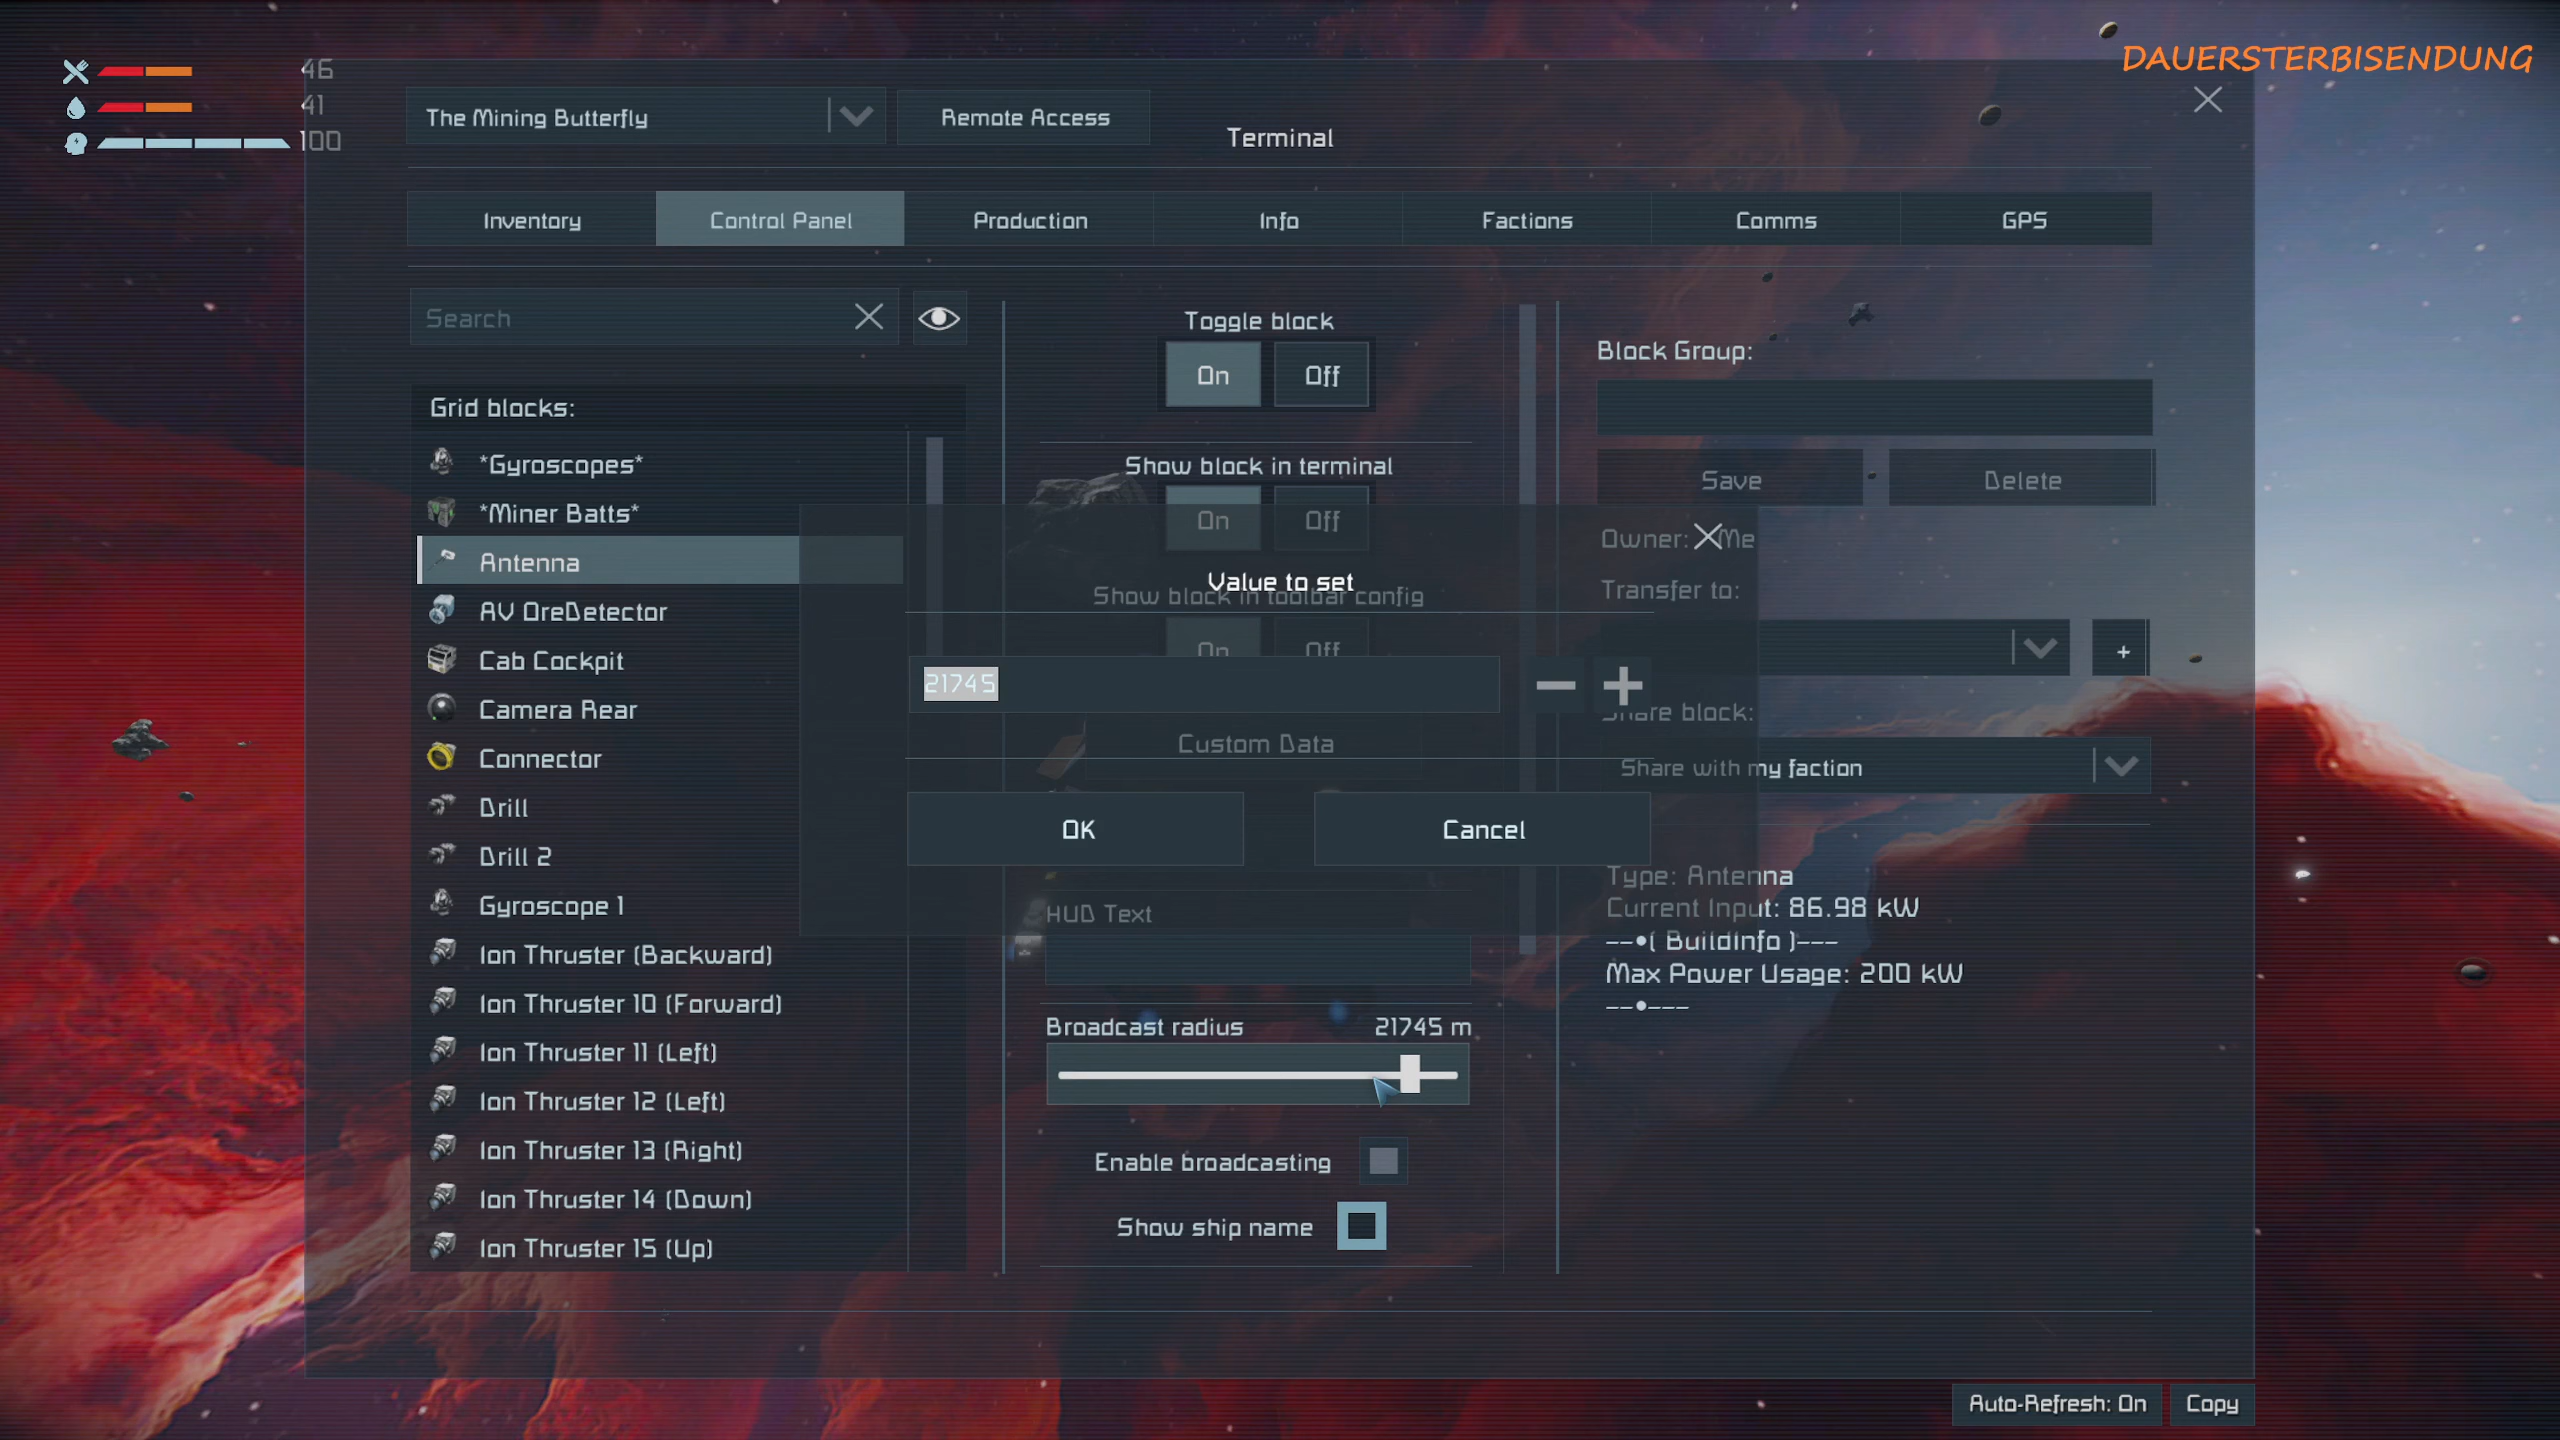 DAUERSTERBISENDUNG
46
41
100
The Mining Butterfly
Remote Access
Terminal
Inventory
Control Panel
Production
Info
Factions
Comms
GPS
Search
Grid blocks:
*Gyroscopes*
*Miner Batts*
Antenna
AV OreDetector
Cab Cockpit
Camera Rear
Connector
Drill
Drill 2
Gyroscope 1
Ion Thruster (Backward)
Ion Thruster 10 (Forward)
Ion Thruster 11 (Left)
Ion Thruster 12 (Left)
Ion Thruster 13 (Right)
Ion Thruster 14 (Down)
Ion Thruster 15 (Up)
Toggle block
On Off
Show block in terminal
On Off
Value to set
Show block in toolbar config
On Off
21745
Custom Data
OK
Cancel
HUD Text
Broadcast radius 21745 m
Enable broadcasting
Show ship name
Block Group:
Save
Delete
Owner: Me
Transfer to:
+
Share block:
Share with my faction
Type: Antenna
Current Input: 86.98 kW
--•( BuildInfo )---
Max Power Usage: 200 kW
--•---
Auto-Refresh: On
Copy